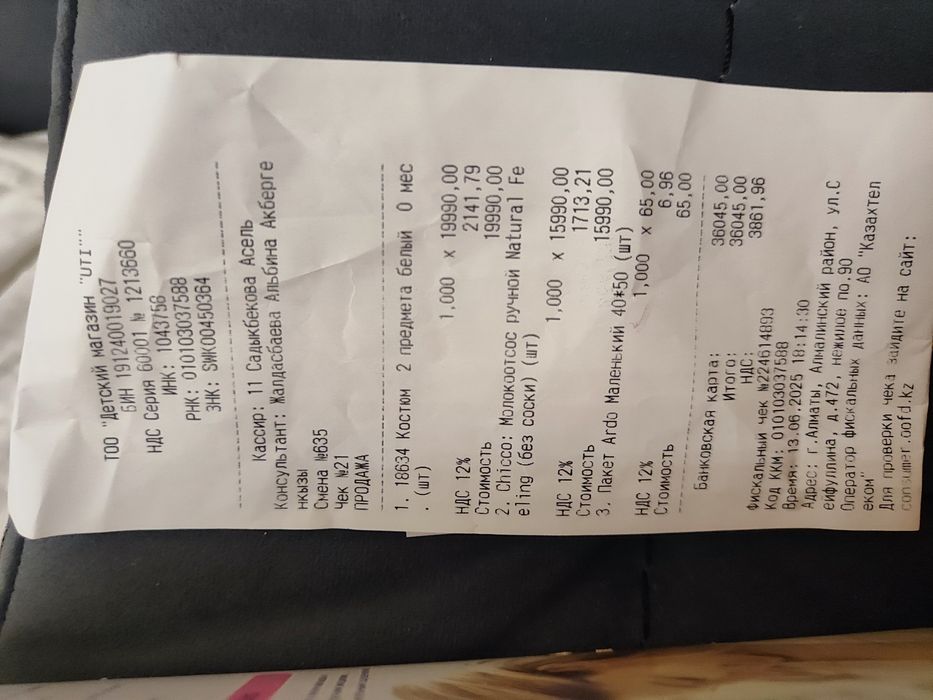 ТОО "Детский магазин "UTI""
БИН 191240019027
НДС Серия 60001 № 1213660
ИНК: 1043756
РНК: 010103037588
ЗНК: SWK00450364
Кассир: 11 Садыкбекова Асель
Консультант: Жалдасбаева Альбина Акберге
нкызы
Смена №635
Чек №21
ПРОДАЖА
1. 18634 Костюм 2 предмета белый 0 мес
. (шт)
1,000 x 19990,00
НДС 12% 2141,79
Стоимость 19990,00
2. Chicco: Молокоотсос ручной Natural Fe
eling (без соски) (шт)
1,000 x 15990,00
НДС 12% 1713,21
Стоимость 15990,00
3. Пакет Ardo Маленький 40*50 (шт)
1,000 x 65,00
НДС 12% 6,96
Стоимость 65,00
Банковская карта: 36045,00
Итого: 36045,00
НДС: 3861,96
Фискальный чек №224614893
Код ККМ: 010103037588
Время: 13.06.2025 18:14:30
Адрес: г.Алматы, Алмалинский район, ул.С
ейфуллина, д.472, нежилое по.90
Оператор фискальных данных: АО "Казахтел
еком"
Для проверки чека зайдите на сайт:
consumer.oofd.kz